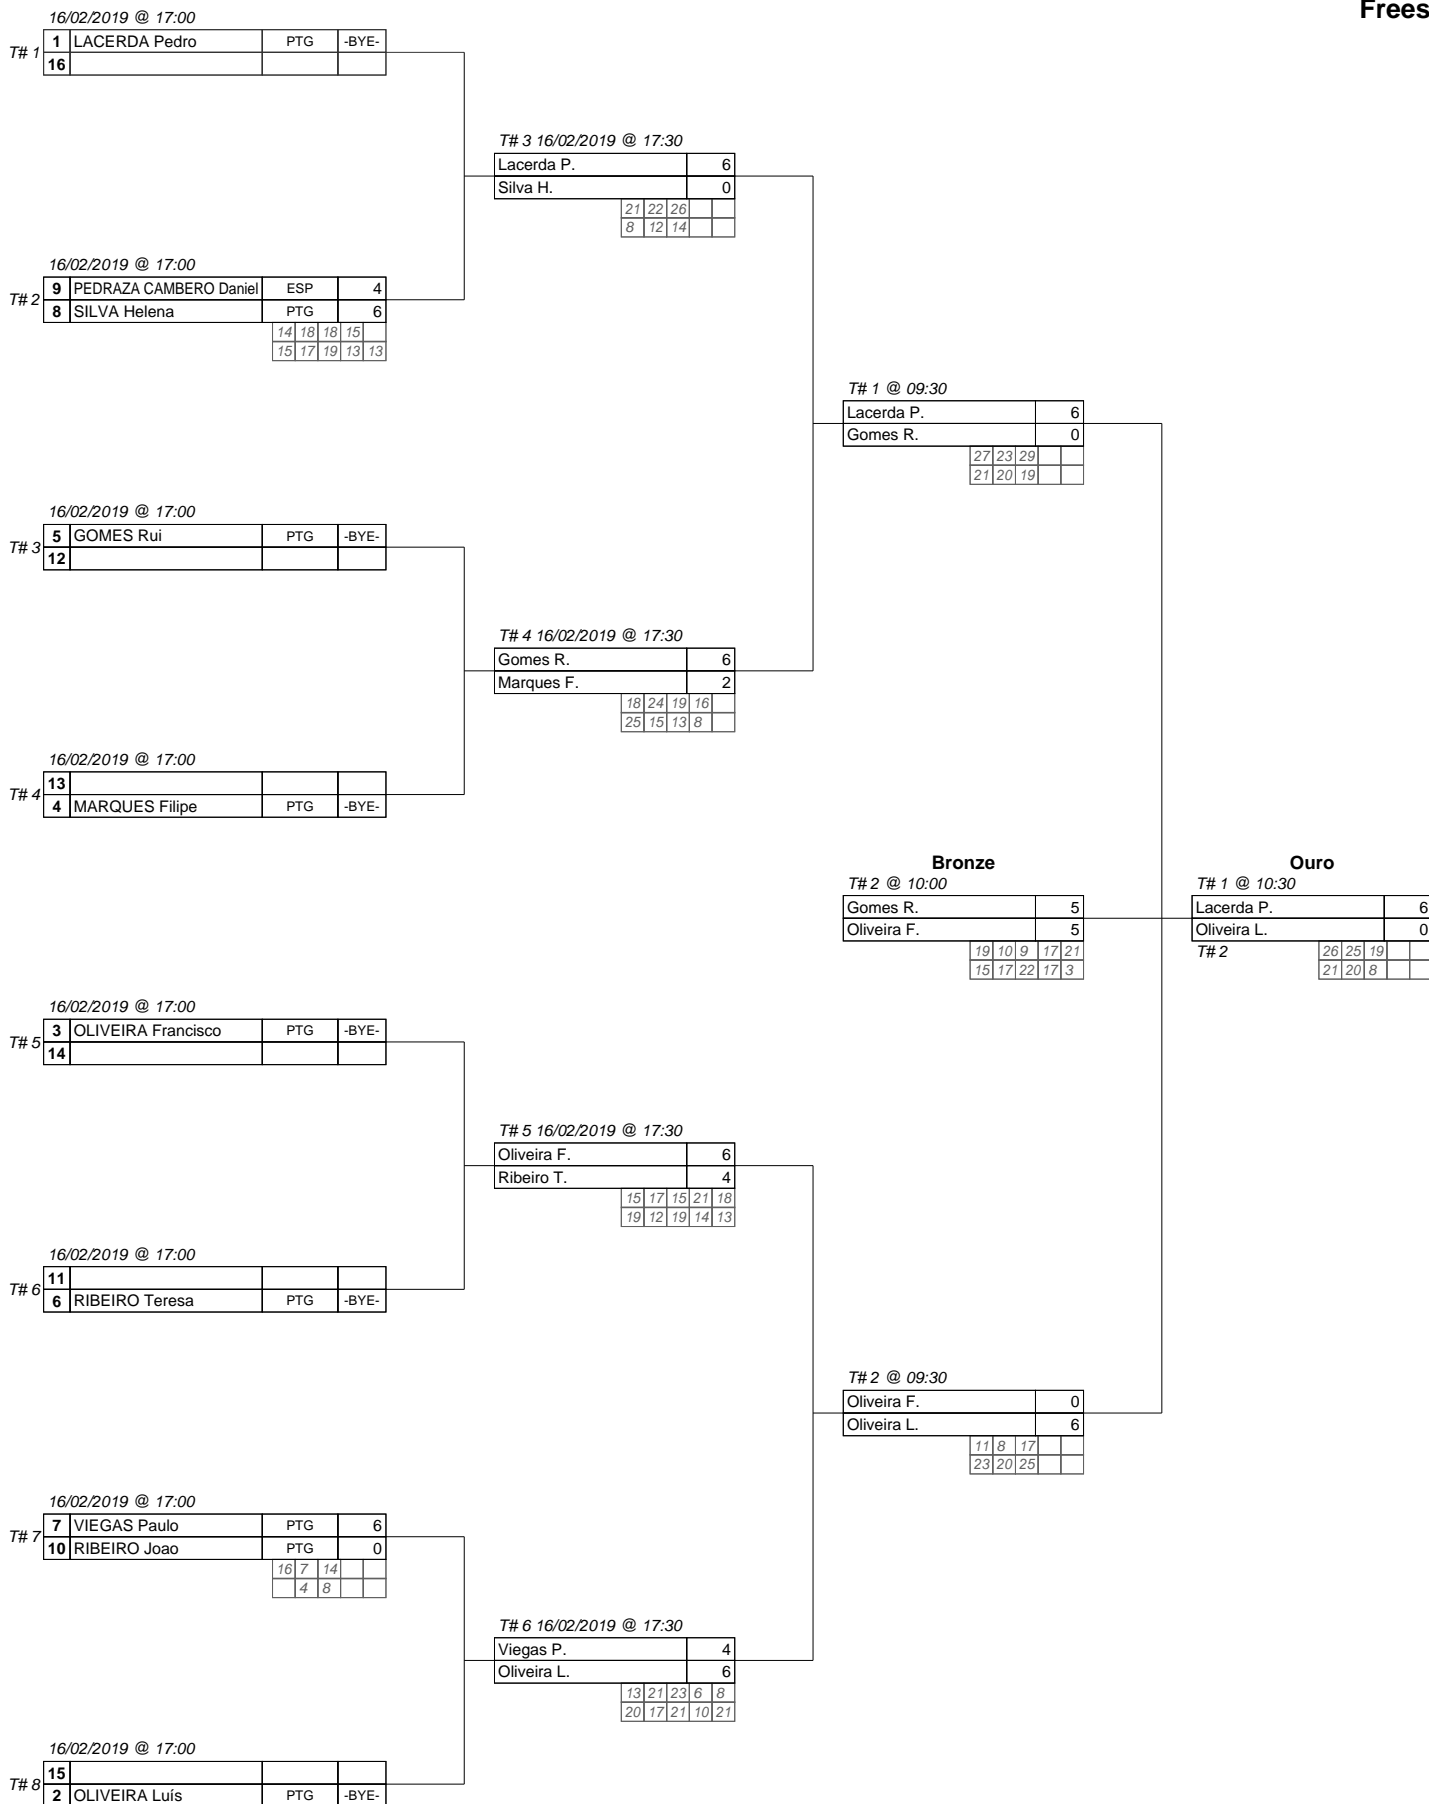 Frees
16/02/2019 @ 17:00
T# 1
1 LACERDA Pedro PTG -BYE-
16
T# 3 16/02/2019 @ 17:30
Lacerda P. 6
Silva H. 0
21 22 26
8 12 14
16/02/2019 @ 17:00
T# 2
9 PEDRAZA CAMBERO Daniel ESP 4
8 SILVA Helena PTG 6
14 18 18 15
15 17 19 13 13
T# 1 @ 09:30
Lacerda P. 6
Gomes R. 0
27 23 29
21 20 19
16/02/2019 @ 17:00
T# 3
5 GOMES Rui PTG -BYE-
12
T# 4 16/02/2019 @ 17:30
Gomes R. 6
Marques F. 2
18 24 19 16
25 15 13 8
16/02/2019 @ 17:00
T# 4
13
4 MARQUES Filipe PTG -BYE-
Bronze
T# 2 @ 10:00
Gomes R. 5
Oliveira F. 5
19 10 9 17 21
15 17 22 17 3
Ouro
T# 1 @ 10:30
Lacerda P. 6
Oliveira L. 0
T# 2
26 25 19
21 20 8
16/02/2019 @ 17:00
T# 5
3 OLIVEIRA Francisco PTG -BYE-
14
T# 5 16/02/2019 @ 17:30
Oliveira F. 6
Ribeiro T. 4
15 17 15 21 18
19 12 19 14 13
16/02/2019 @ 17:00
T# 6
11
6 RIBEIRO Teresa PTG -BYE-
T# 2 @ 09:30
Oliveira F. 0
Oliveira L. 6
11 8 17
23 20 25
16/02/2019 @ 17:00
T# 7
7 VIEGAS Paulo PTG 6
10 RIBEIRO Joao PTG 0
16 7 14
4 8
T# 6 16/02/2019 @ 17:30
Viegas P. 4
Oliveira L. 6
13 21 23 6 8
20 17 21 10 21
16/02/2019 @ 17:00
T# 8
15
2 OLIVEIRA Luís PTG -BYE-